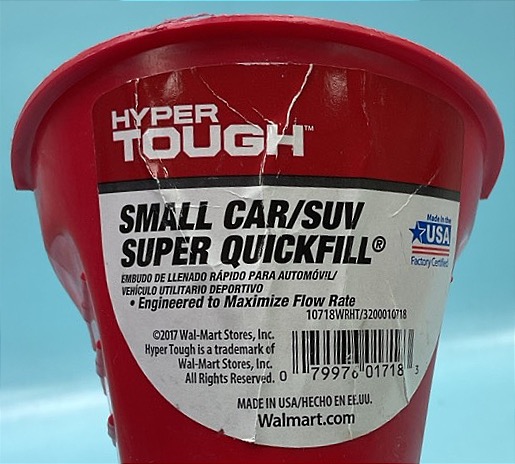 HYPER
TOUGH™
SMALL CAR/SUV
SUPER QUICKFILL®
EMBUDO DE LLENADO RÁPIDO PARA AUTOMÓVIL/
VEHÍCULO UTILITARIO DEPORTIVO
• Engineered to Maximize Flow Rate
10718WRHT/3200010718
Made in the
USA
Factory Certified
©2017 Wal-Mart Stores, Inc.
Hyper Tough is a trademark of
Wal-Mart Stores, Inc.
All Rights Reserved.
0 79976 01718 3
MADE IN USA/HECHO EN EE.UU.
Walmart.com